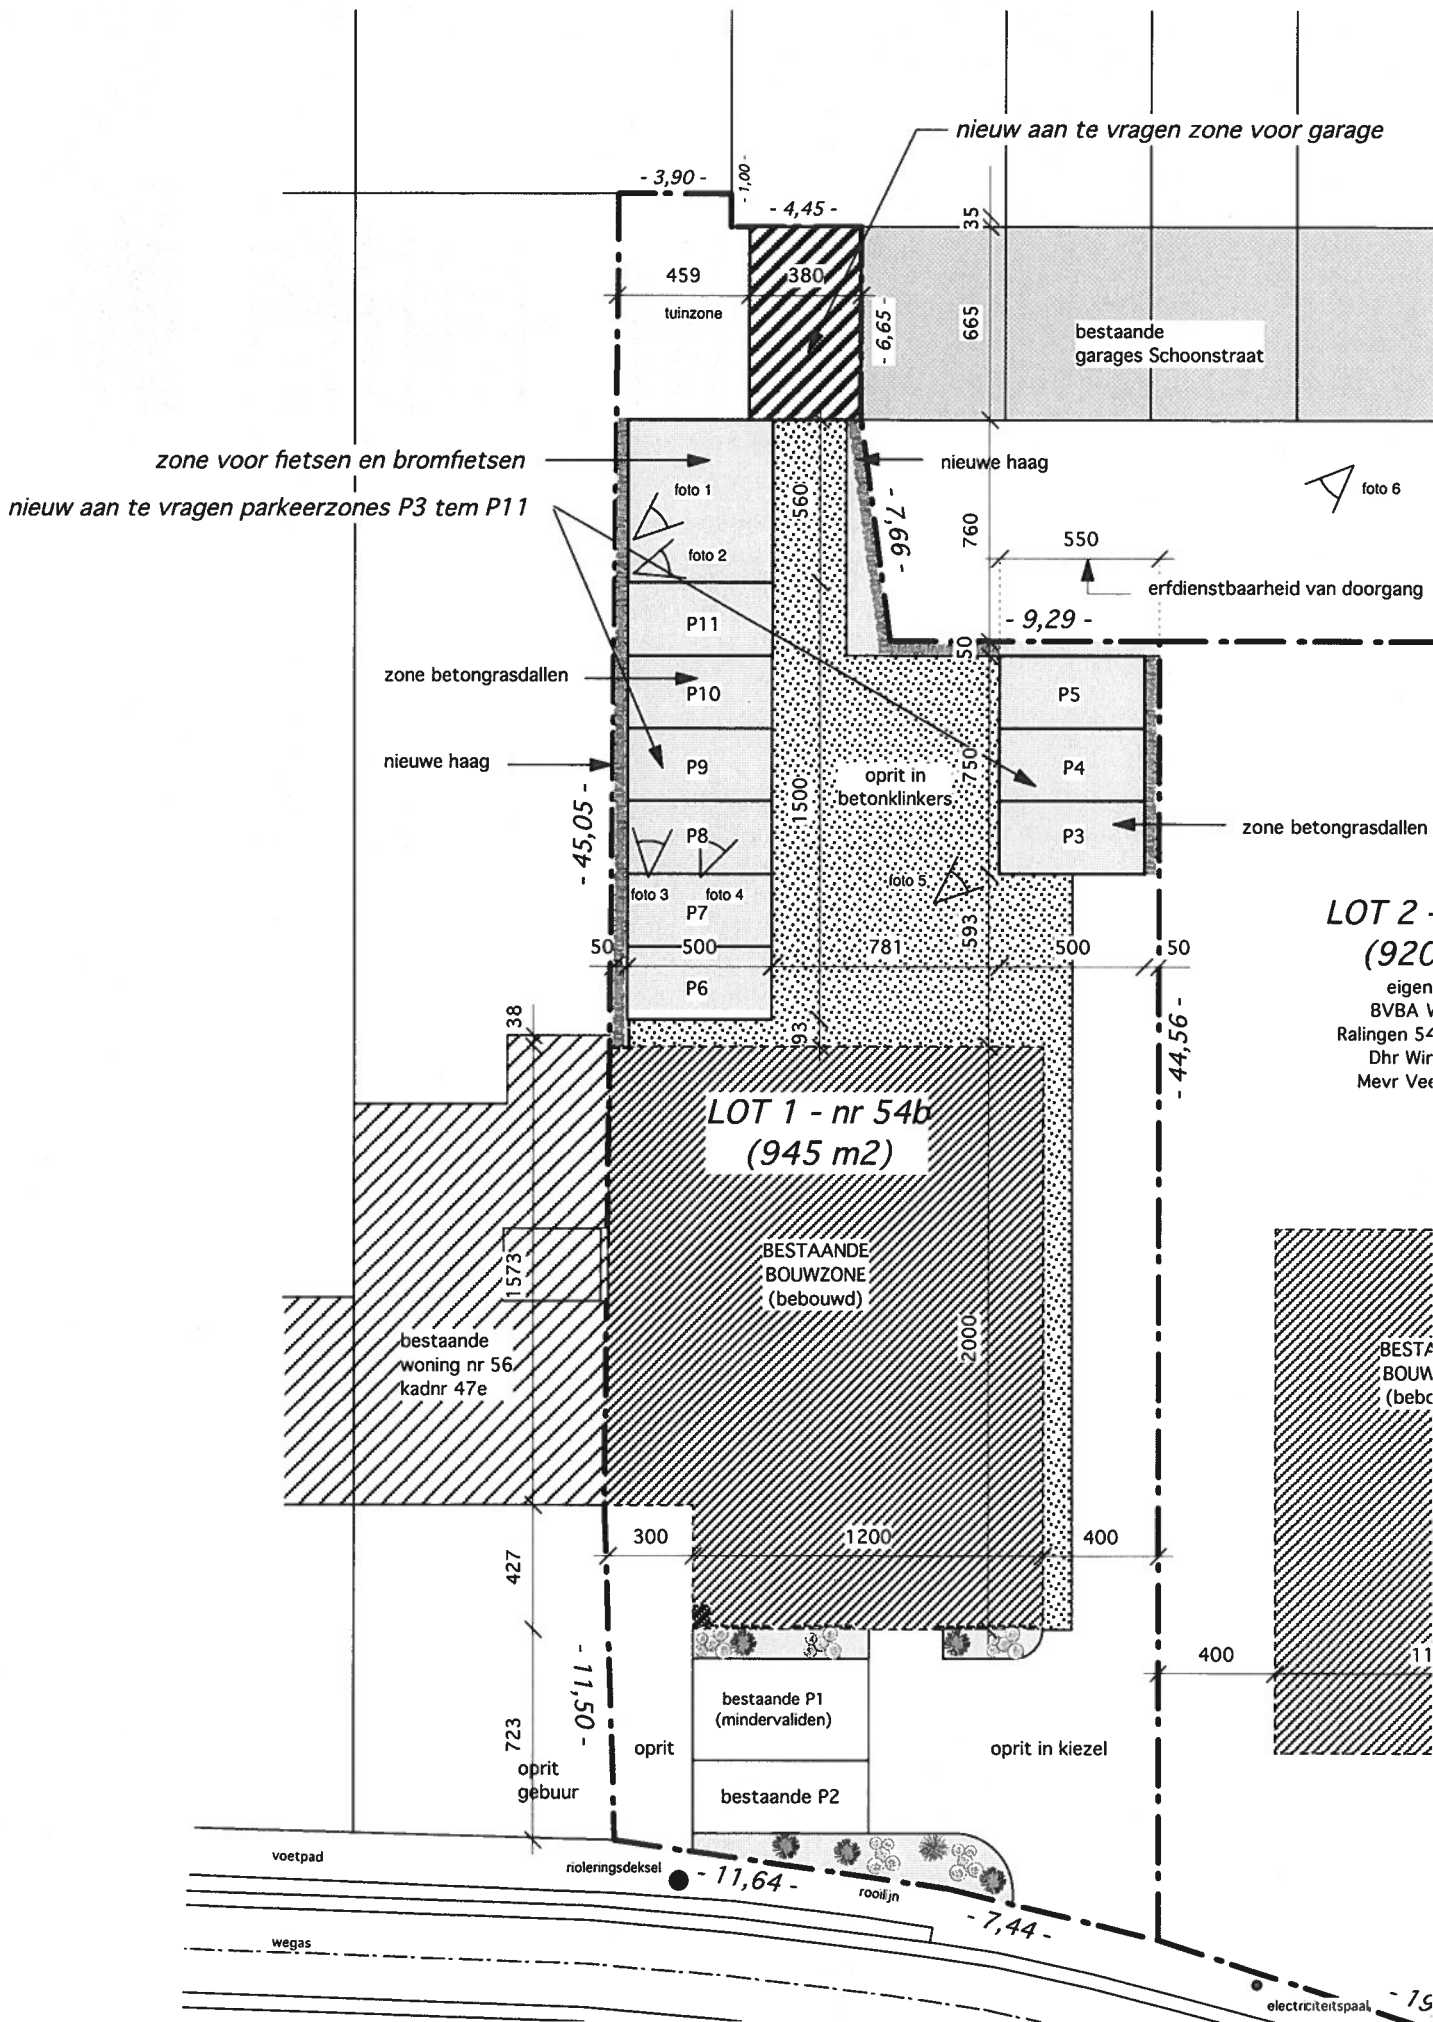 nieuw aan te vragen zone voor garage
- 3,90 -
- 1,00 -
- 4,45 -
35
459
380
tuinzone
- 6,65 -
665
bestaande
garages Schoonstraat
zone voor fietsen en bromfietsen
nieuw aan te vragen parkeerzones P3 tem P11
foto 1
foto 2
560
nieuwe haag
- 7,66 -
760
foto 6
550
erfdienstbaarheid van doorgang
- 9,29 -
50
P11
zone betongrasdallen
P10
nieuwe haag
P9
P8
foto 3
foto 4
P7
P6
- 45,05 -
1500
oprit in
betonklinkers
750
P5
P4
P3
zone betongrasdallen
foto 5
593
50
500
781
500
50
93
38
LOT 2 -
(920
eigen
BVBA W
Ralingen 54
Dhr Wir
Mevr Vee
- 44,56 -
LOT 1 - nr 54b
(945 m2)
BESTAANDE
BOUWZONE
(bebouwd)
1573
bestaande
woning nr 56
kadnr 47e
2000
BESTA
BOUW
(bebo
300
1200
400
427
723
- 11,50 -
400
11
bestaande P1
(mindervaliden)
oprit
oprit in kiezel
oprit
gebuur
bestaande P2
voetpad
rioleringsdeksel
- 11,64 -
rooilijn
- 7,44 -
wegas
electriciteitspaal
- 19